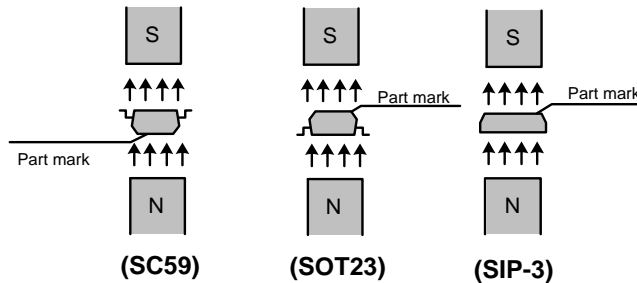 S S S
Part mark Part mark
Part mark
N N N
(SC59) (SOT23) (SIP-3)